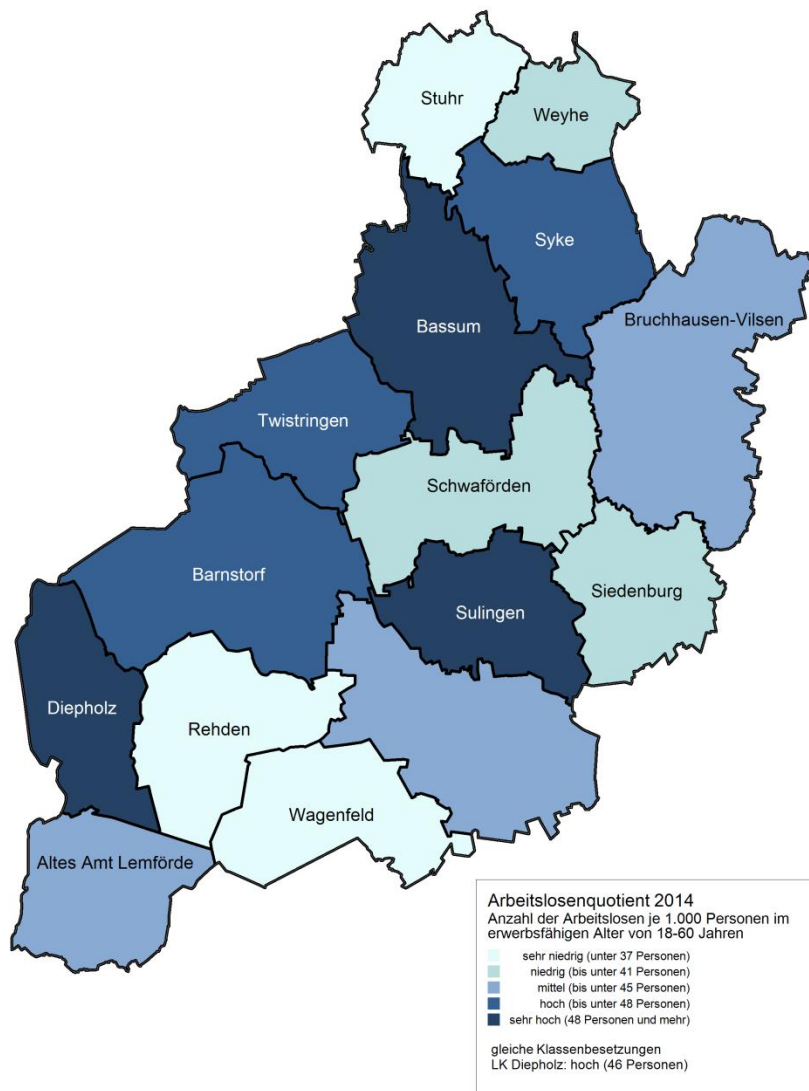 Stuhr
Weyhe
Syke
Bruchhausen-Vilsen
Bassum
Twistringen
Schwaförden
Barnstorf
Siedenburg
Sulingen
Diepholz
Rehden
Wagenfeld
Altes Amt Lemförde
Arbeitslosenquotient 2014
Anzahl der Arbeitslosen je 1.000 Personen im
erwerbsfähigen Alter von 18-60 Jahren
sehr niedrig (unter 37 Personen)
niedrig (bis unter 41 Personen)
mittel (bis unter 45 Personen)
hoch (bis unter 48 Personen)
sehr hoch (48 Personen und mehr)
gleiche Klassenbesetzungen
LK Diepholz: hoch (46 Personen)